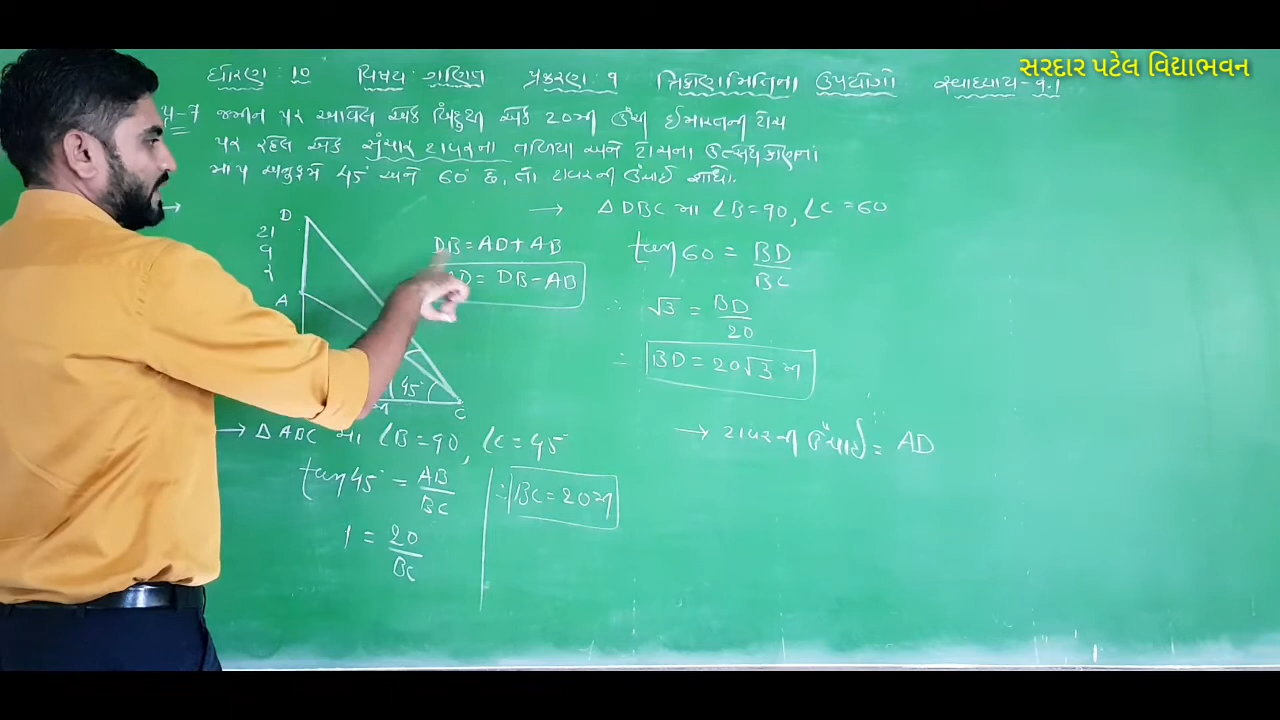 સરદાર પટેલ વિદ્યાભવન
ધોરણ : 10 વિષય : ગણિત પ્રકરણ : 9 ત્રિકોણમિતિના ઉપયોગો સ્વાધ્યાય - 9.1
7 જમીન પર આવેલ એક બિંદુથી એક 20મી ઊંચી ઈમારતની ટોચ
પર રહેલ એક સંચાર ટાવરના તળિયા અને ટોચના ઉત્સેધકોણનાં
માપ અનુક્રમે 45° અને 60° છે, તો ટાવરની ઊંચાઈ શોધો.
D
A
45°
C
DB = AD + AB
D = DB - AB
→ △ABC માં ∠B = 90, ∠C = 45
tan 45 = AB/BC
1 = 20/BC
∴ BC = 20મી
→ △DBC માં ∠B = 90, ∠C = 60
tan 60 = BD/BC
∴ √3 = BD/20
∴ BD = 20√3 મી
→ ટાવરની ઊંચાઈ = AD